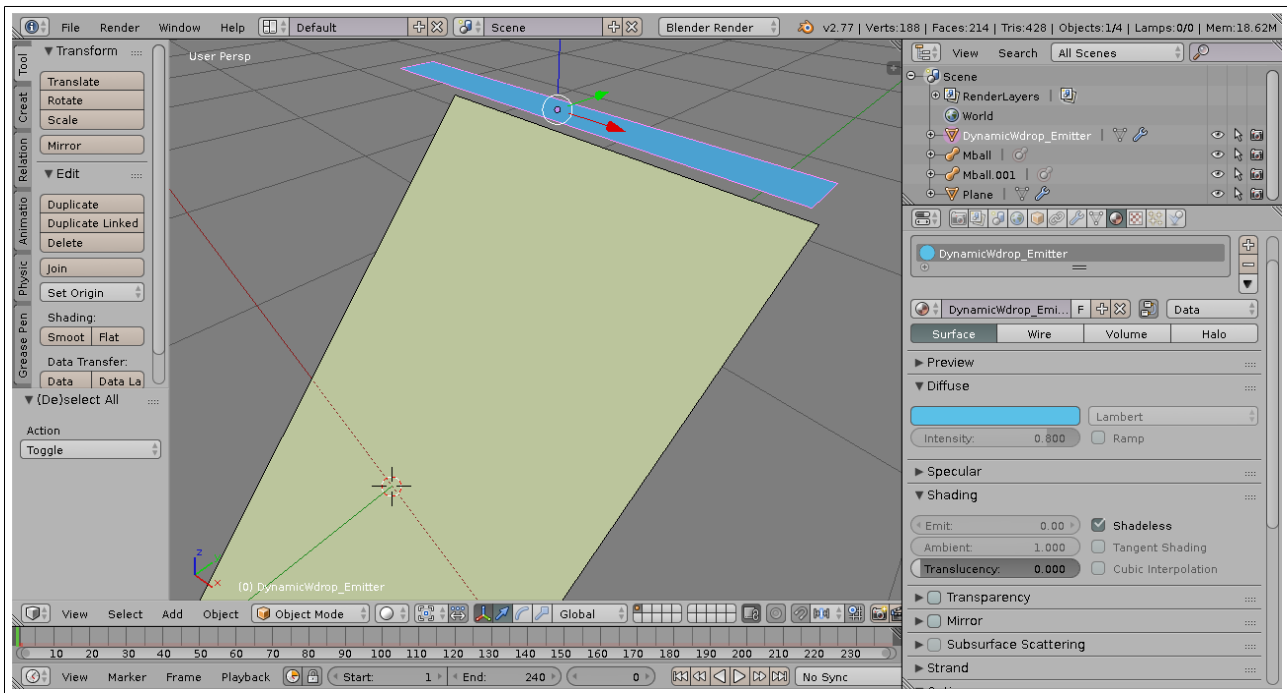 File Render Window Help Default Scene Blender Render v2.77 | Verts:188 | Faces:214 | Tris:428 | Objects:1/4 | Lamps:0/0 | Mem:18.62M
Tool
Creat
Relation
Animatio
Physic
Grease Pen
Transform
Translate
Rotate
Scale
Mirror
Edit
Duplicate
Duplicate Linked
Delete
Join
Set Origin
Shading:
Smoot Flat
Data Transfer:
Data Data La
(De)select All
Action
Toggle
User Persp
z
x
(0) DynamicWdrop_Emitter
View Select Add Object Object Mode Global
10 20 30 40 50 60 70 80 90 100 110 120 130 140 150 160 170 180 190 200 210 220 230
View Marker Frame Playback Start: 1 End: 240 0 No Sync
View Search All Scenes
Scene
RenderLayers |
World
DynamicWdrop_Emitter |
Mball |
Mball.001 |
Plane |
DynamicWdrop_Emitter
DynamicWdrop_Emi... F Data
Surface Wire Volume Halo
Preview
Diffuse
Lambert
Intensity: 0.800 Ramp
Specular
Shading
Emit: 0.00 Shadeless
Ambient: 1.000 Tangent Shading
Translucency: 0.000 Cubic Interpolation
Transparency
Mirror
Subsurface Scattering
Strand